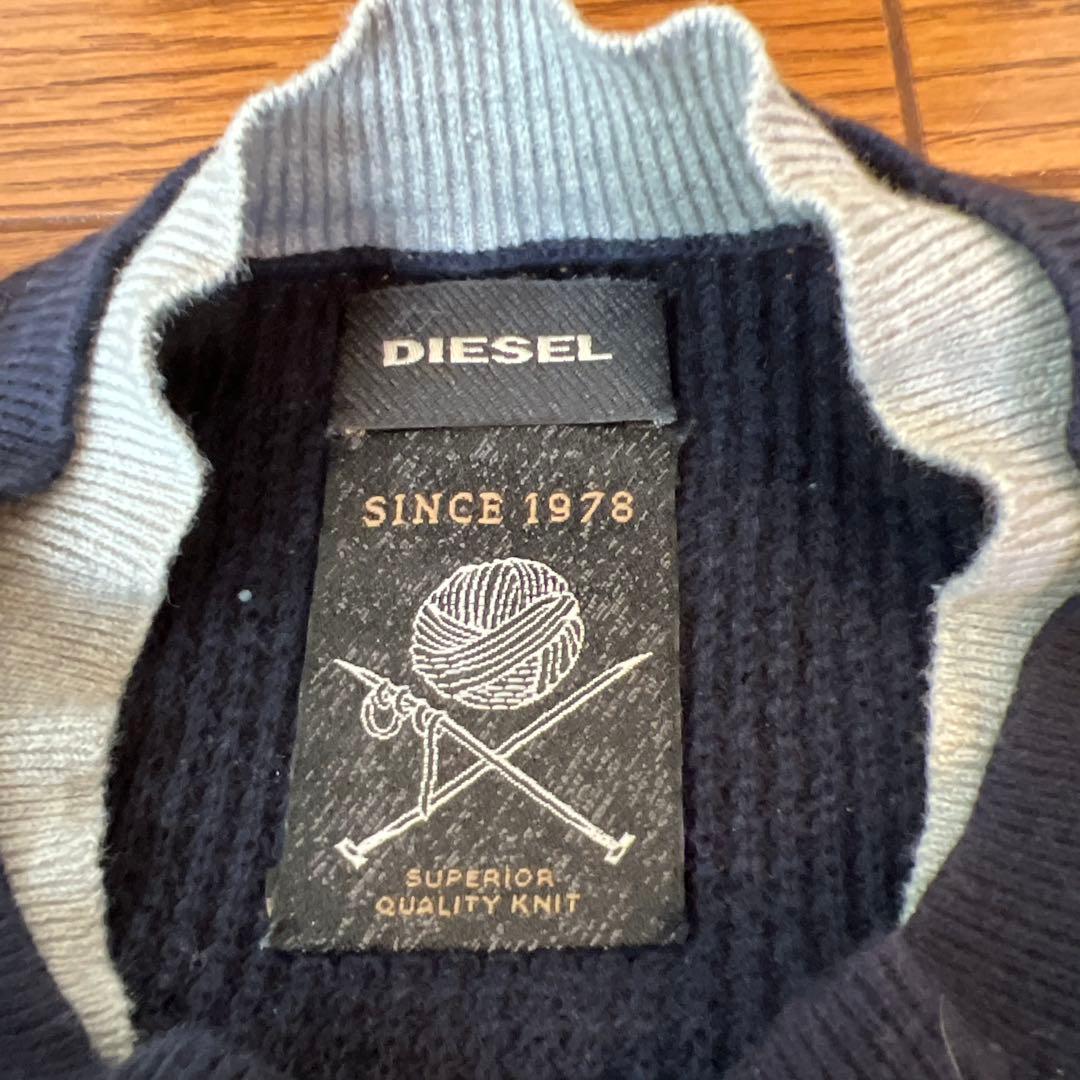 DIESEL
SINCE 1978
SUPERIOR
QUALITY KNIT